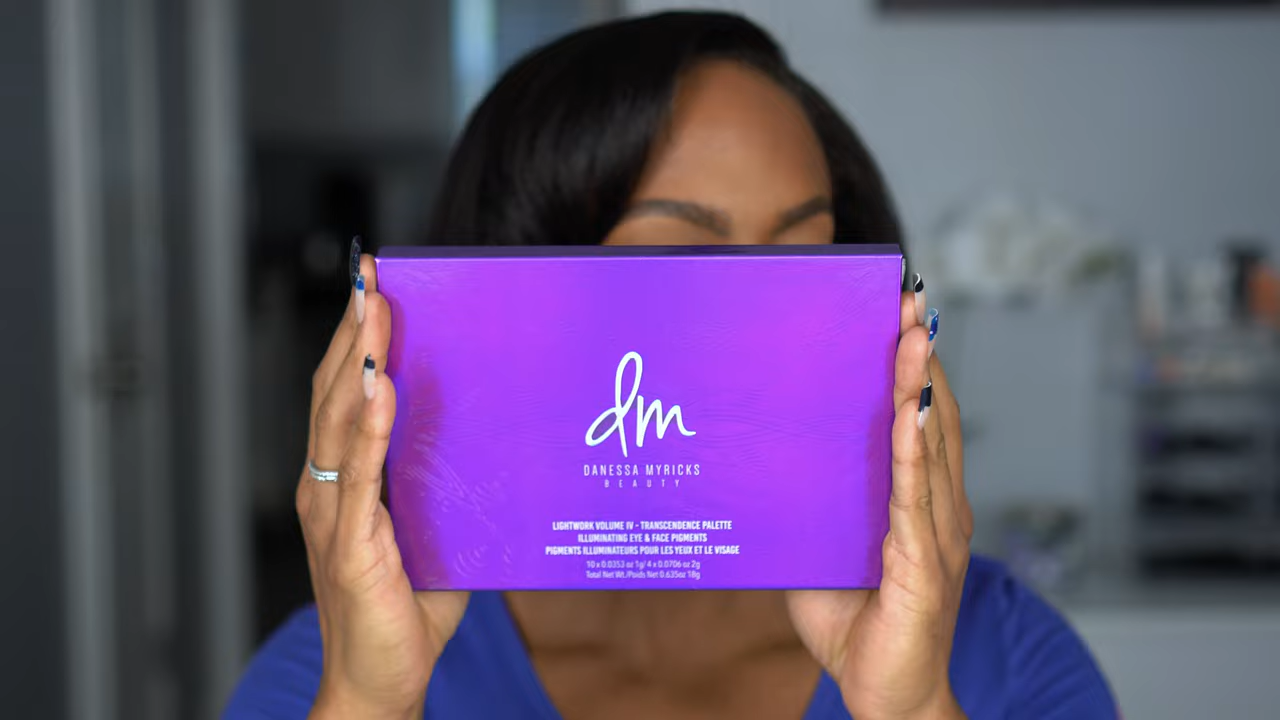 dm
DANESSA MYRICKS
BEAUTY
LIGHTWORK VOLUME IV - TRANSCENDENCE PALETTE
ILLUMINATING EYE & FACE PIGMENTS
PIGMENTS ILLUMINATEURS POUR LES YEUX ET LE VISAGE
10 x 0.0353 oz 1g/ 4 x 0.0706 oz 2g
Total Net Wt./Poids Net 0.635oz 18g